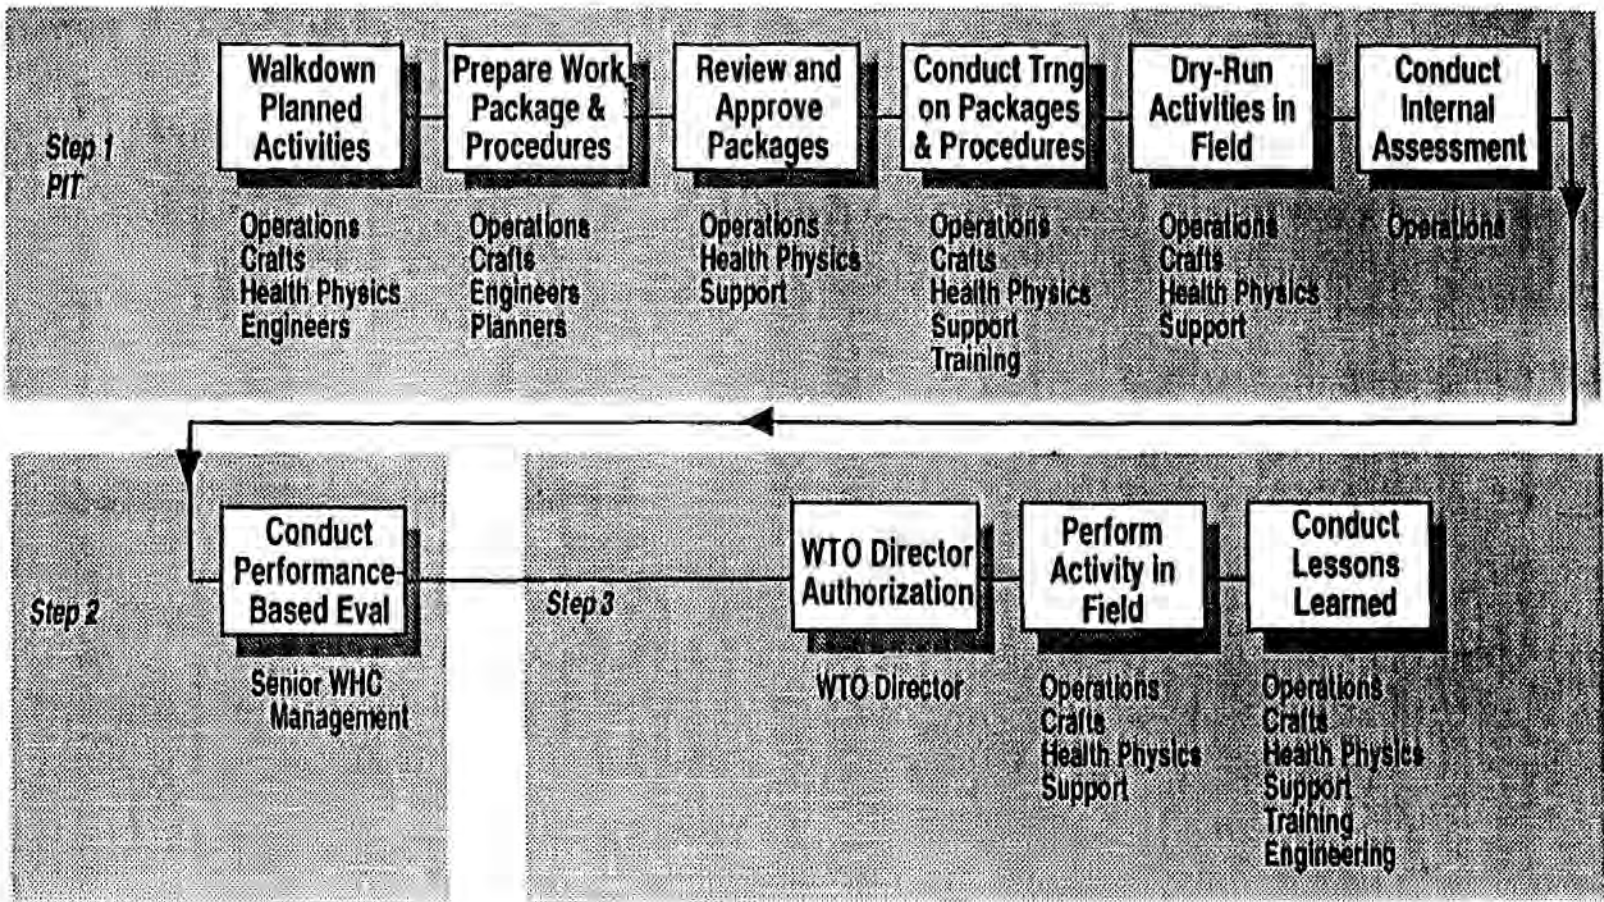 Step 1
PIT
Walkdown
Planned
Activities
Operations
Crafts
Health Physics
Engineers
Prepare Work
Package &
Procedures
Operations
Crafts
Engineers
Planners
Review and
Approve
Packages
Operations
Health Physics
Support
Conduct Trng
on Packages
& Procedures
Operations
Crafts
Health Physics
Support
Training
Dry-Run
Activities in
Field
Operations
Crafts
Health Physics
Support
Conduct
Internal
Assessment
Operations
Step 2
Conduct
Performance-
Based Eval
Senior WHC
Management
Step 3
WTO Director
Authorization
WTO Director
Perform
Activity in
Field
Operations
Crafts
Health Physics
Support
Conduct
Lessons
Learned
Operations
Crafts
Health Physics
Support
Training
Engineering